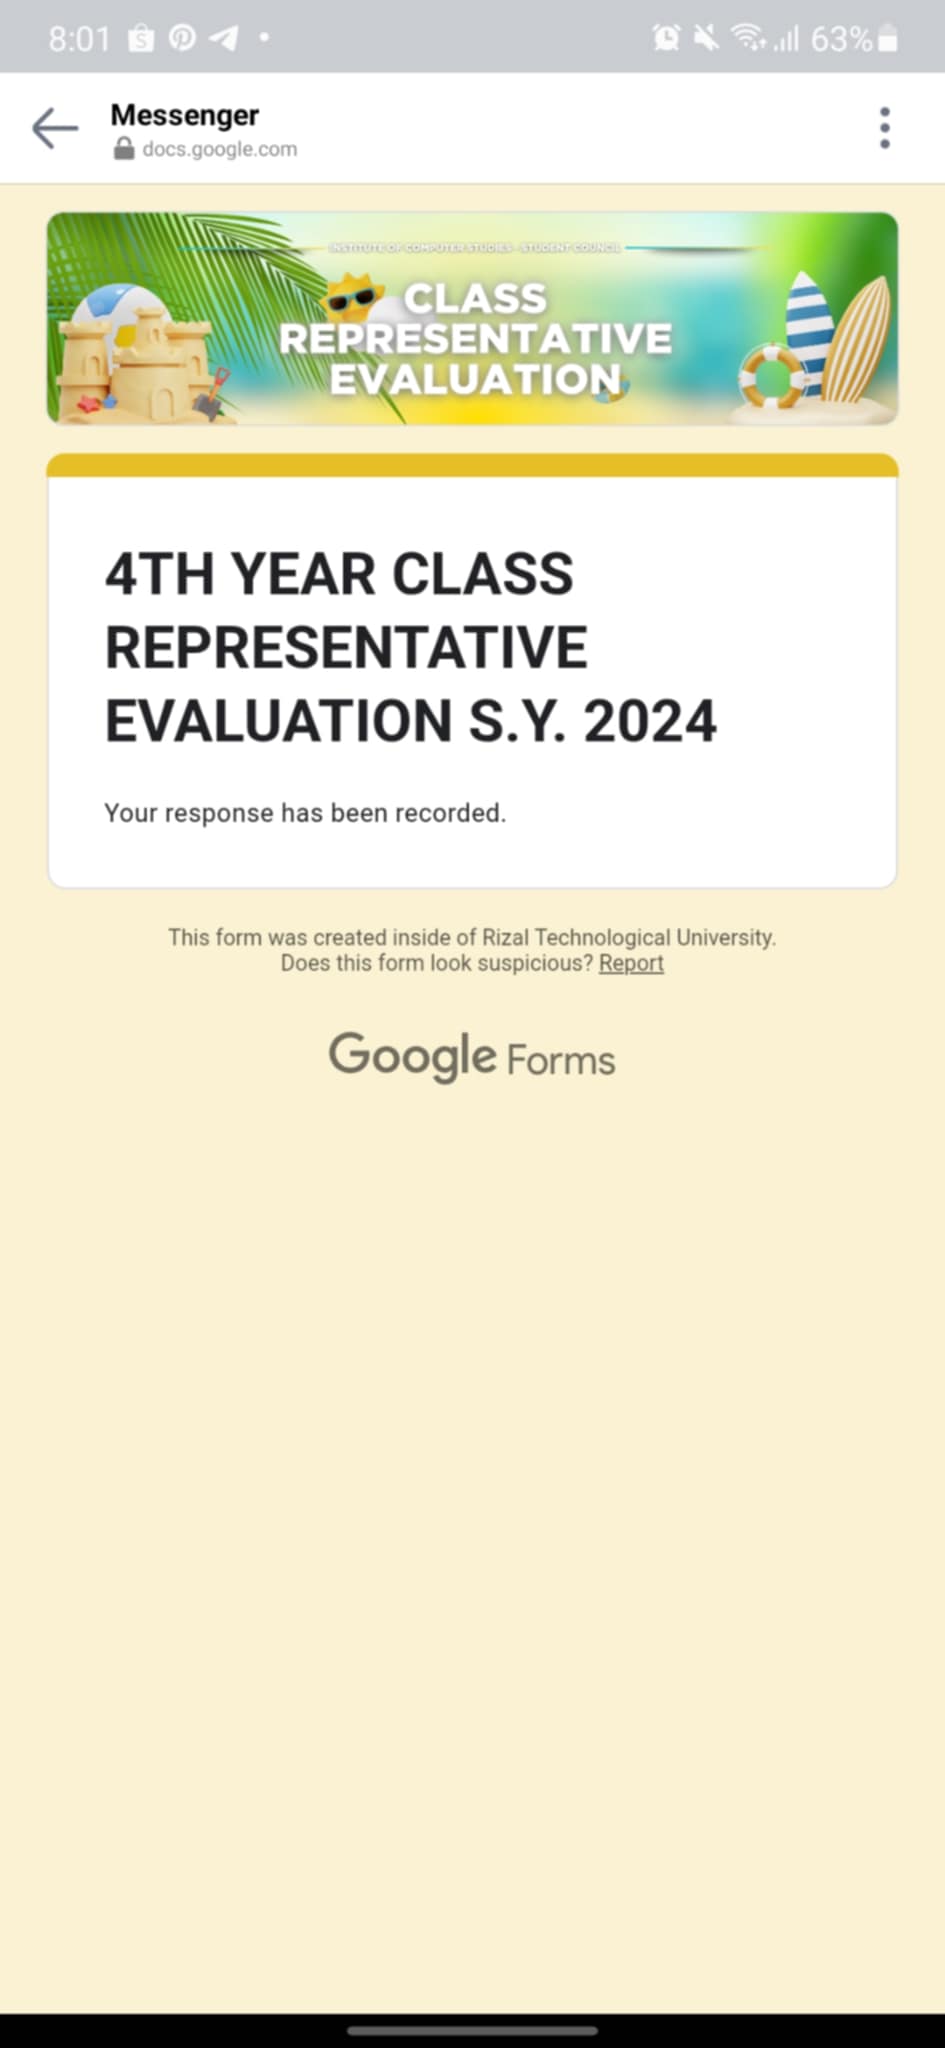 8:01
63%
Messenger
docs.google.com
INSTITUTE OF COMPUTER STUDIES - STUDENT COUNCIL
CLASS
REPRESENTATIVE
EVALUATION
4TH YEAR CLASS
REPRESENTATIVE
EVALUATION S.Y. 2024
Your response has been recorded.
This form was created inside of Rizal Technological University.
Does this form look suspicious? Report
Google Forms